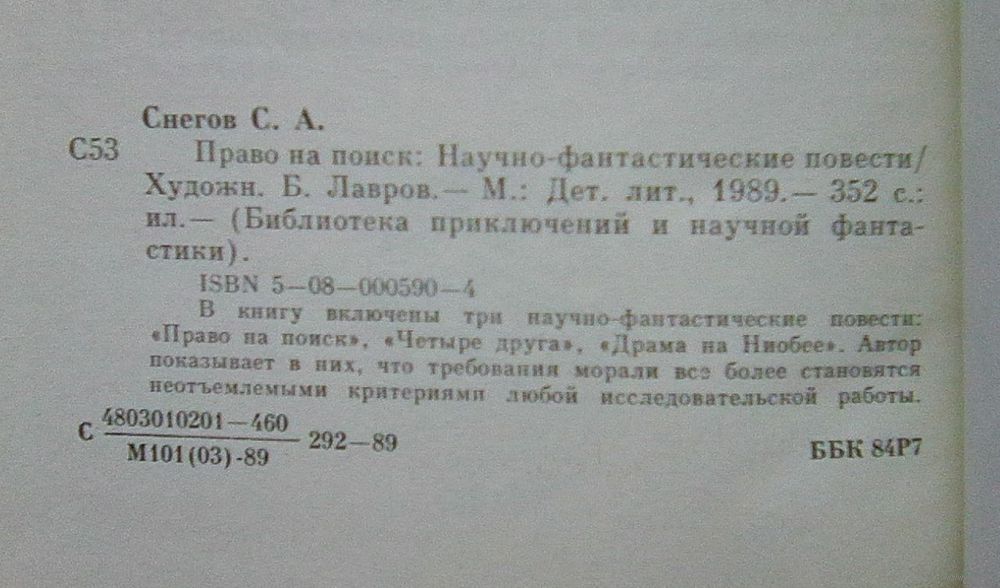 Снегов С. А.
С53 Право на поиск: Научно-фантастические повести/
Художн. Б. Лавров.— М.: Дет. лит., 1989.— 352 с.:
ил.— (Библиотека приключений и научной фанта-
стики).
ISBN 5—08—000590—4
В книгу включены три научно-фантастические повести:
«Право на поиск», «Четыре друга», «Драма на Ниобее». Автор
показывает в них, что требования морали все более становятся
неотъемлемыми критериями любой исследовательской работы.
С 4803010201—460 292—89
М101(03)-89
ББК 84Р7